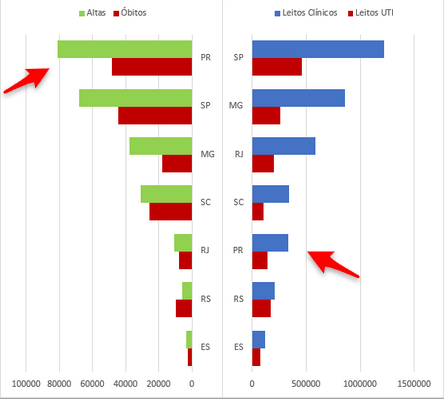 Altas Óbitos
Leitos Clínicos Leitos UTI
PR
SP
MG
SC
RJ
RS
ES
100000 80000 60000 40000 20000 0
SP
MG
RJ
SC
PR
RS
ES
0 500000 1000000 1500000